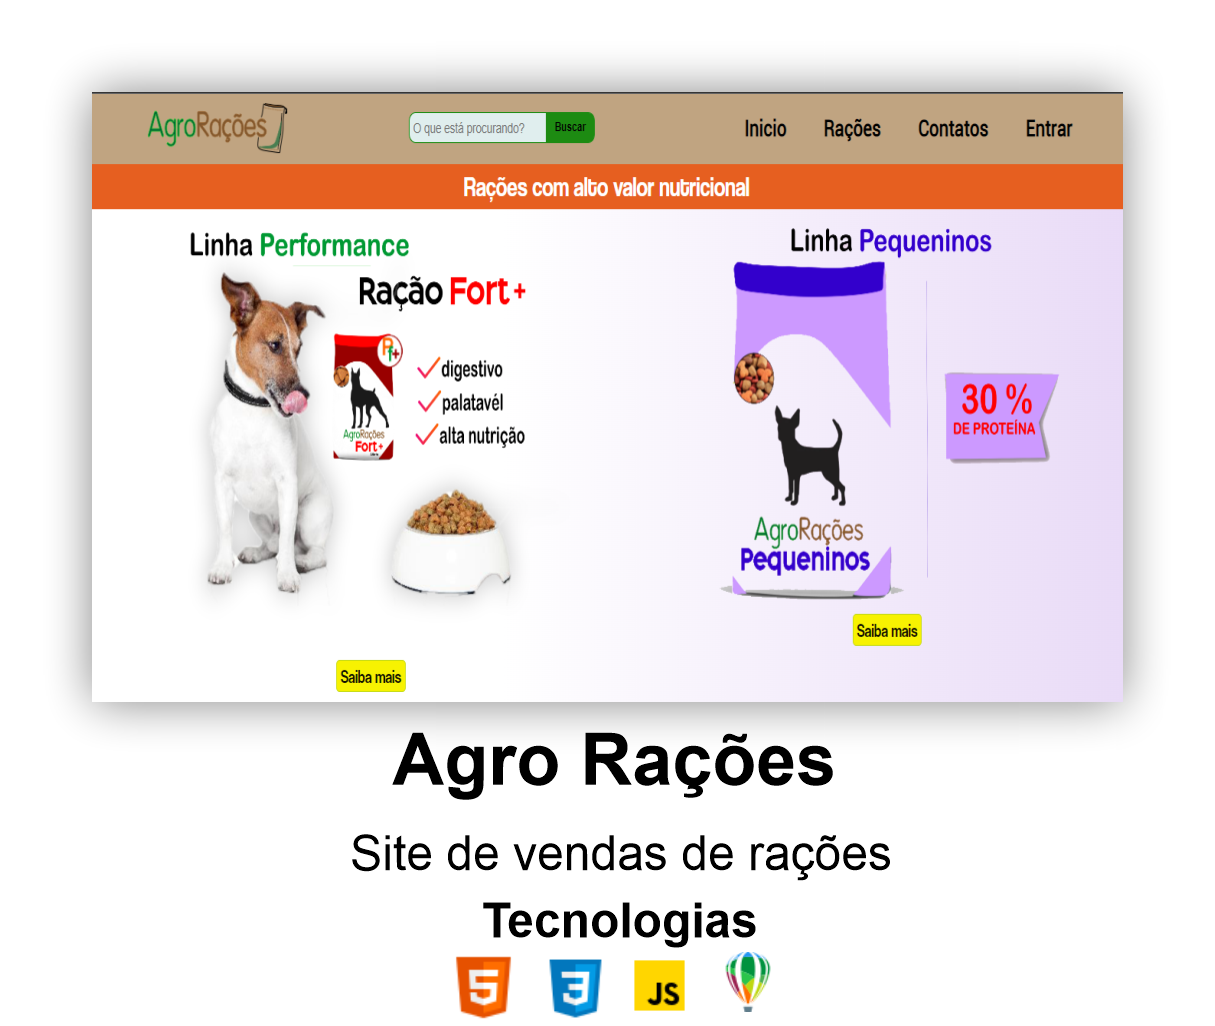 AgroRações
O que está procurando?
Buscar
Inicio
Rações
Contatos
Entrar
Rações com alto valor nutricional
Linha Performance
Ração Fort +
digestivo
palatavél
alta nutrição
AgroRações
Fort+
Saiba mais
Linha Pequeninos
30 %
DE PROTEÍNA
AgroRações
Pequeninos
Saiba mais
Agro Rações
Site de vendas de rações
Tecnologias
5
3
JS